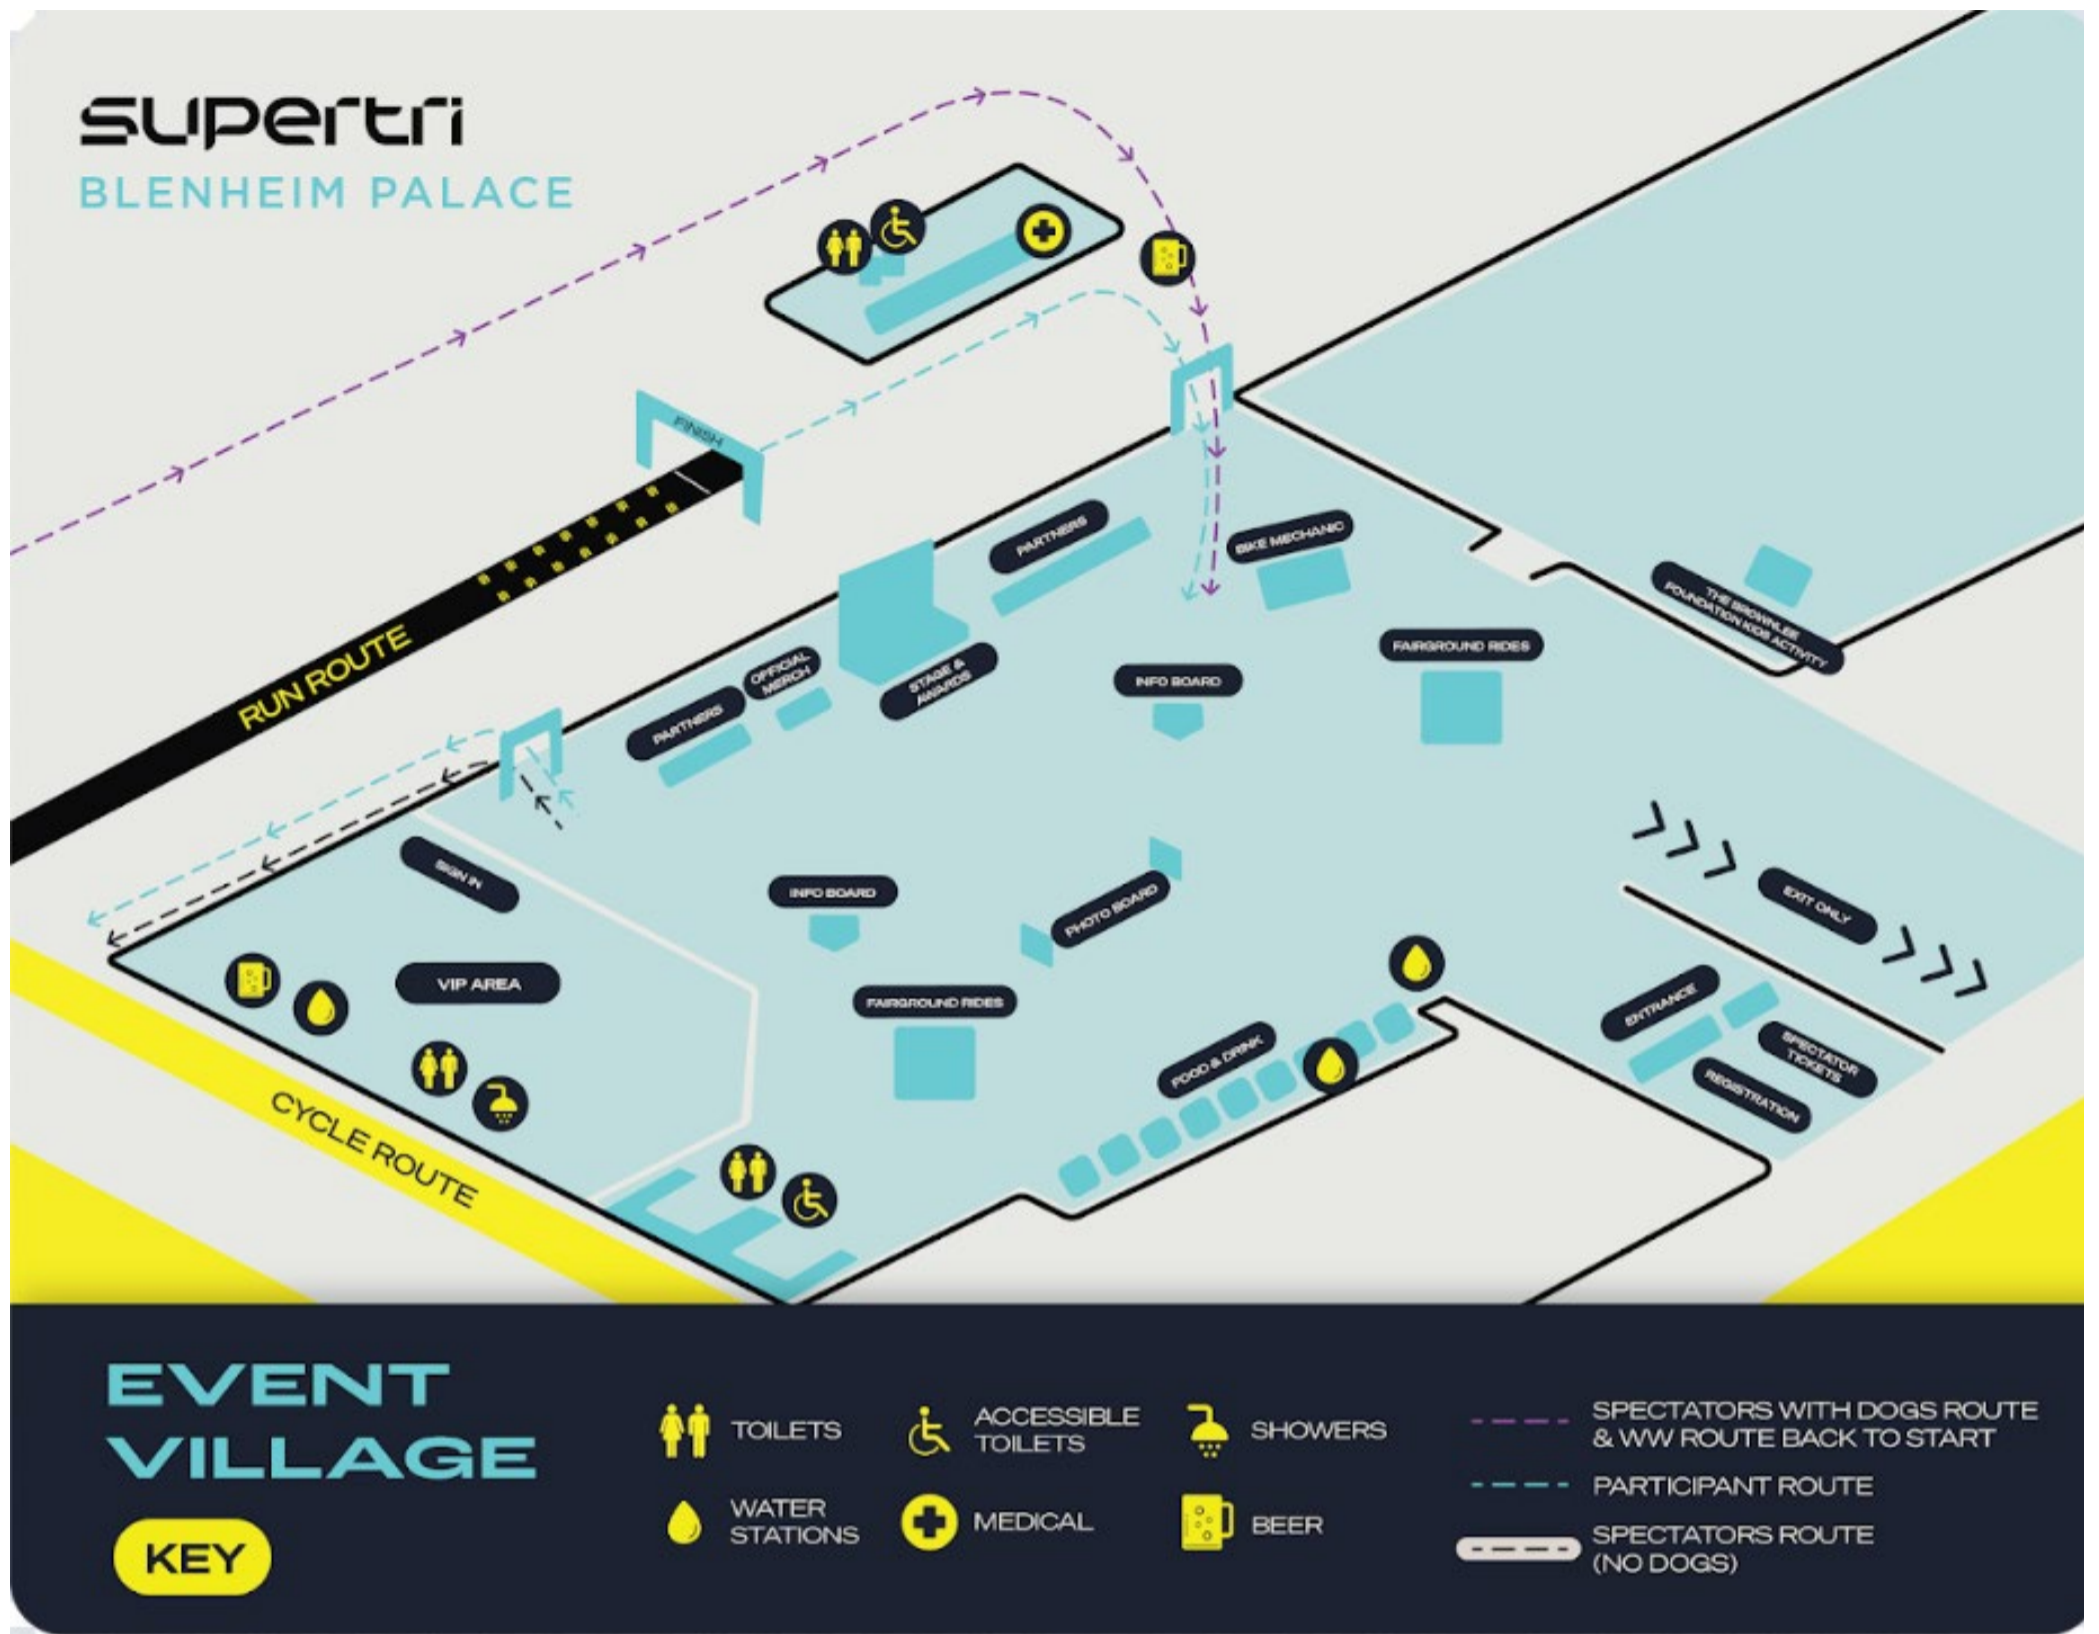 supertri
BLENHEIM PALACE
FINISH
RUN ROUTE
PARTNERS
BIKE MECHANIC
THE BROWNLEE
FOUNDATION KIDS ACTIVITY
FAIRGROUND RIDES
OFFICIAL
MERCH
STAGE &
AWARDS
INFO BOARD
PARTNERS
SIGN IN
INFO BOARD
PHOTO BOARD
EXIT ONLY
VIP AREA
FAIRGROUND RIDES
ENTRANCE
SPECTATOR
TICKETS
FOOD & DRINK
REGISTRATION
CYCLE ROUTE
EVENT
VILLAGE
KEY
TOILETS
ACCESSIBLE
TOILETS
SHOWERS
WATER
STATIONS
MEDICAL
BEER
SPECTATORS WITH DOGS ROUTE
& WW ROUTE BACK TO START
PARTICIPANT ROUTE
SPECTATORS ROUTE
(NO DOGS)